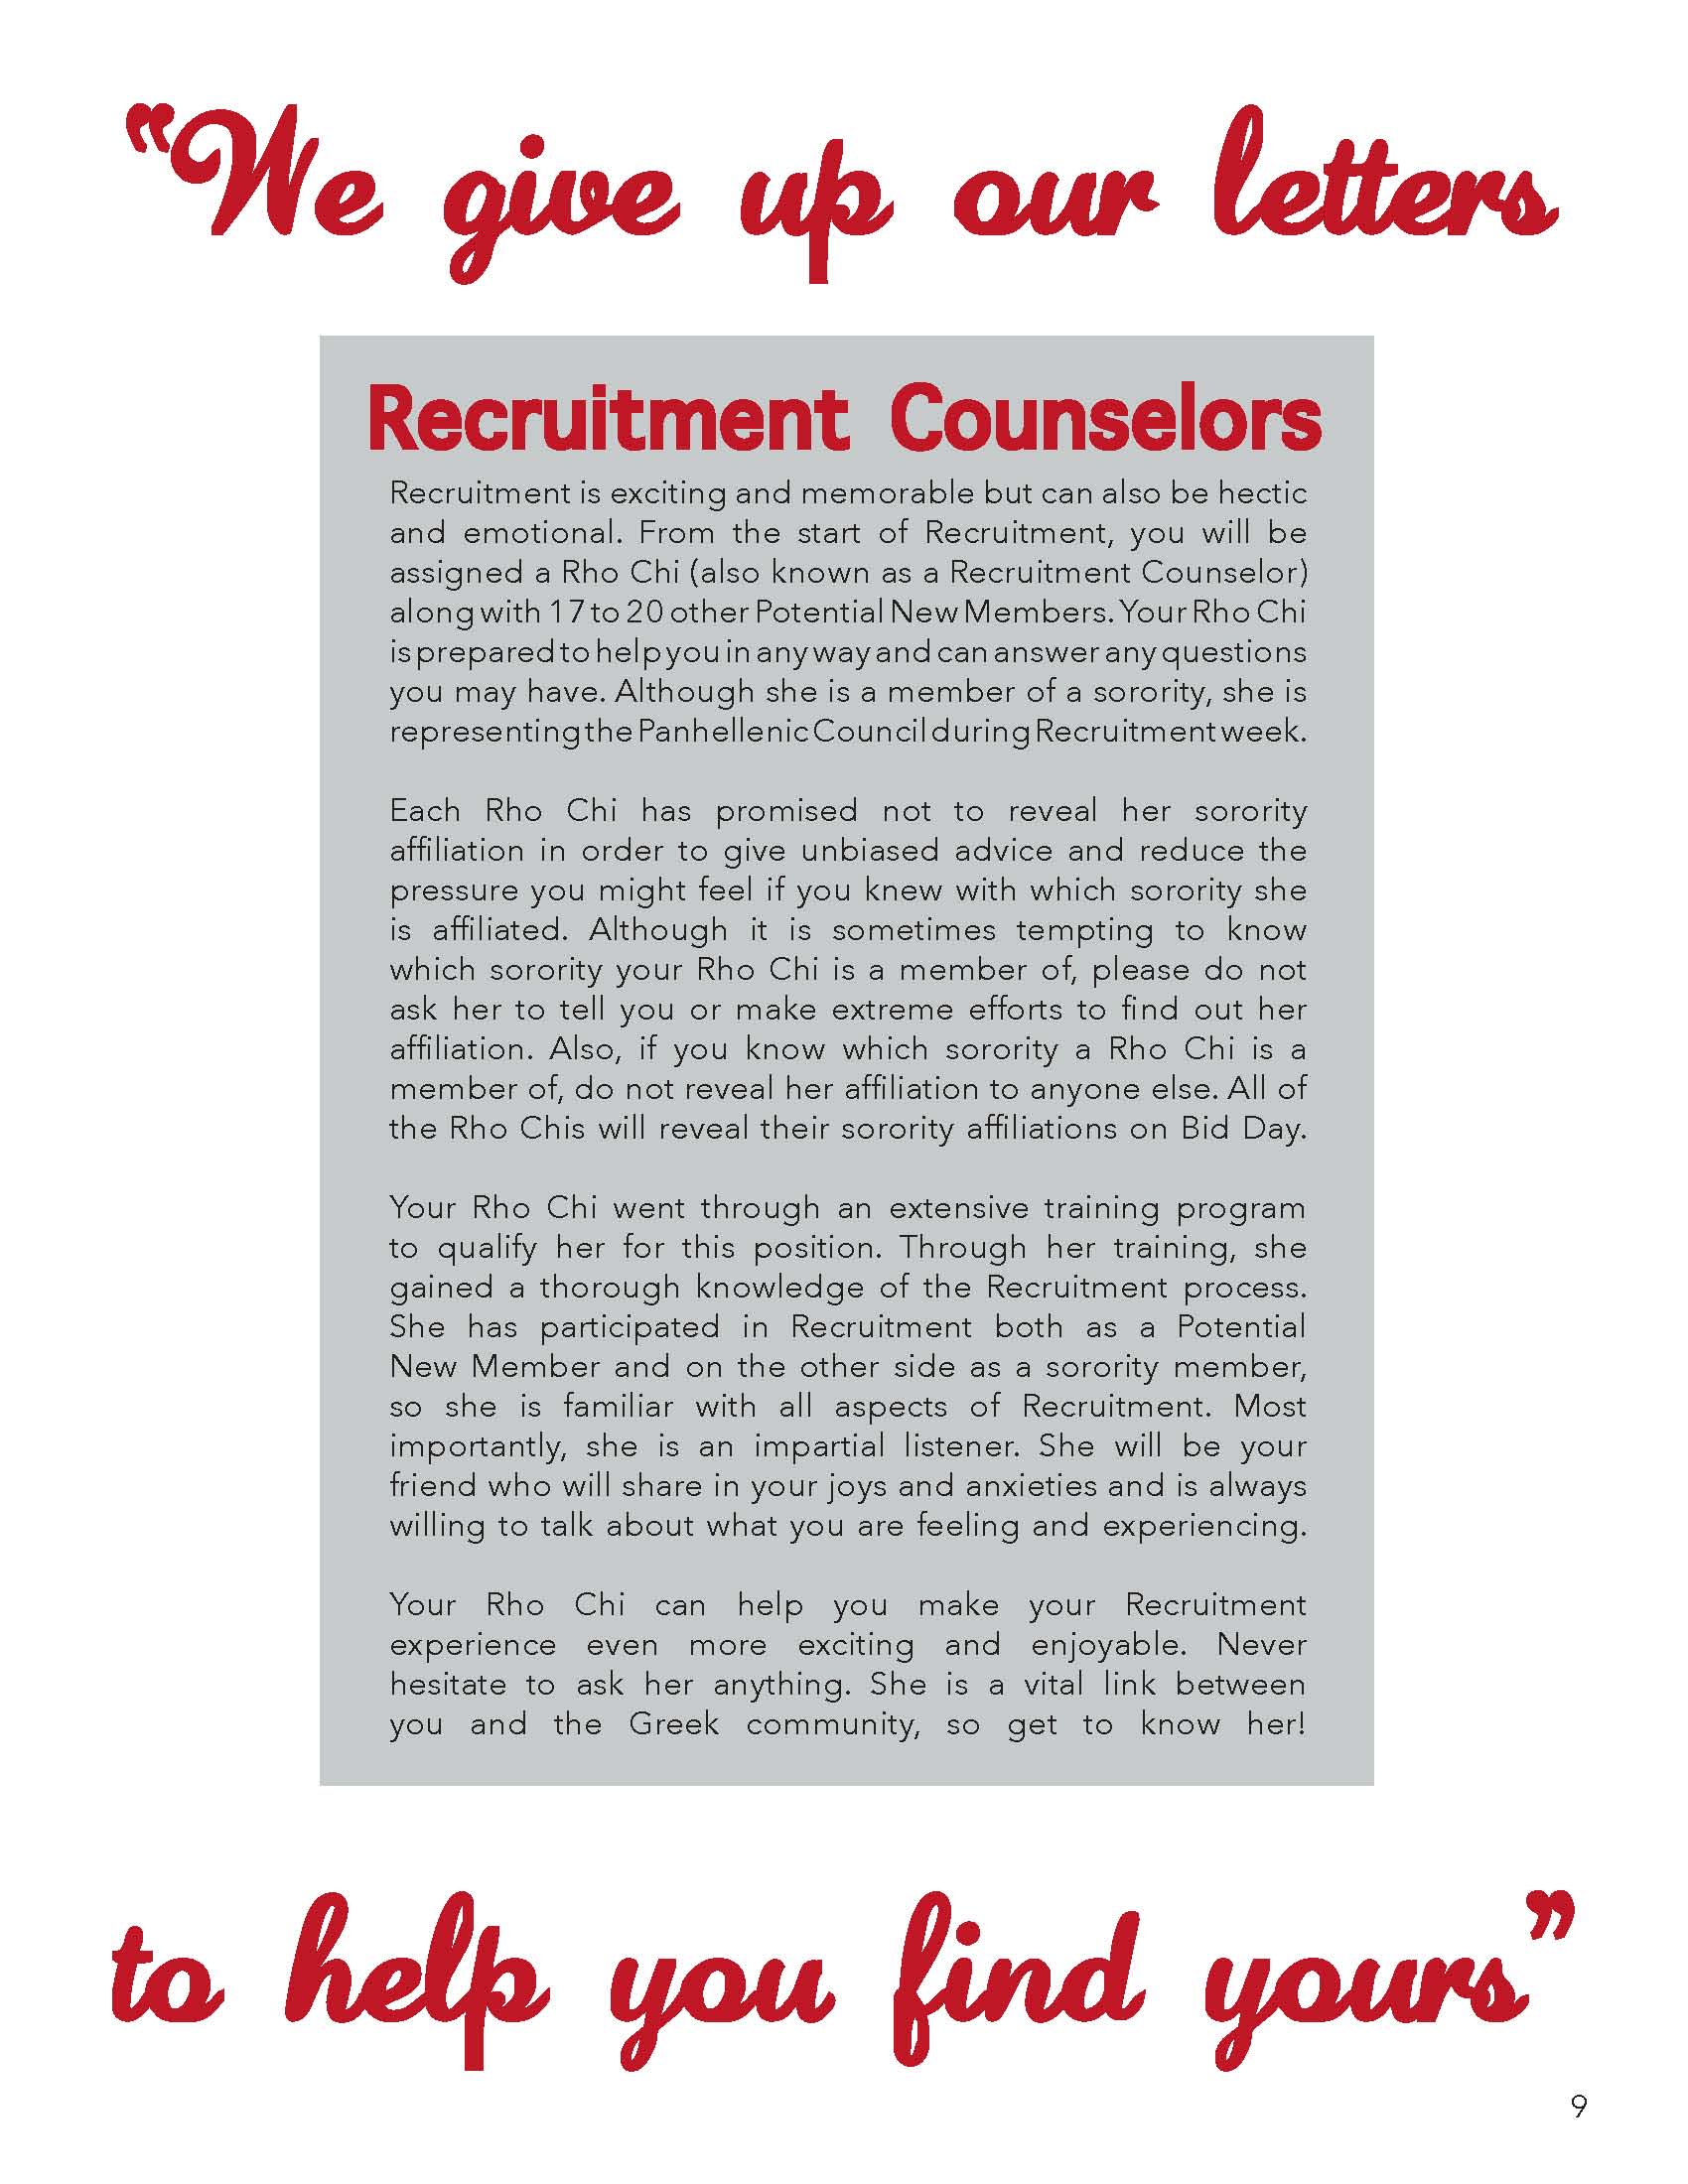 “We give up our letters
Recruitment Counselors
Recruitment is exciting and memorable but can also be hectic
and emotional. From the start of Recruitment, you will be
assigned a Rho Chi (also known as a Recruitment Counselor)
along with 17 to 20 other Potential New Members. Your Rho Chi
is prepared to help you in any way and can answer any questions
you may have. Although she is a member of a sorority, she is
representing the Panhellenic Council during Recruitment week.
Each Rho Chi has promised not to reveal her sorority
affiliation in order to give unbiased advice and reduce the
pressure you might feel if you knew with which sorority she
is affiliated. Although it is sometimes tempting to know
which sorority your Rho Chi is a member of, please do not
ask her to tell you or make extreme efforts to find out her
affiliation. Also, if you know which sorority a Rho Chi is a
member of, do not reveal her affiliation to anyone else. All of
the Rho Chis will reveal their sorority affiliations on Bid Day.
Your Rho Chi went through an extensive training program
to qualify her for this position. Through her training, she
gained a thorough knowledge of the Recruitment process.
She has participated in Recruitment both as a Potential
New Member and on the other side as a sorority member,
so she is familiar with all aspects of Recruitment. Most
importantly, she is an impartial listener. She will be your
friend who will share in your joys and anxieties and is always
willing to talk about what you are feeling and experiencing.
Your Rho Chi can help you make your Recruitment
experience even more exciting and enjoyable. Never
hesitate to ask her anything. She is a vital link between
you and the Greek community, so get to know her!
to help you find yours”
9